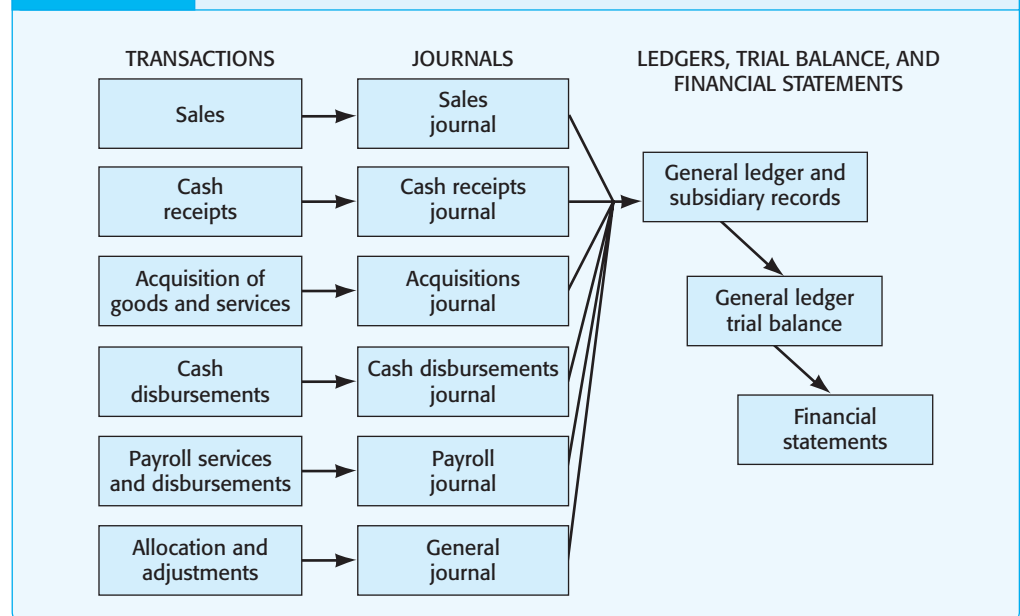 TRANSACTIONS
JOURNALS
LEDGERS, TRIAL BALANCE, AND
FINANCIAL STATEMENTS
Sales
Sales
journal
Cash
receipts
Cash receipts
journal
General ledger and
subsidiary records
Acquisition of
goods and services
Acquisitions
journal
General ledger
trial balance
Cash
disbursements
Cash disbursements
journal
Financial
statements
Payroll services
and disbursements
Payroll
journal
Allocation and
adjustments
General
journal